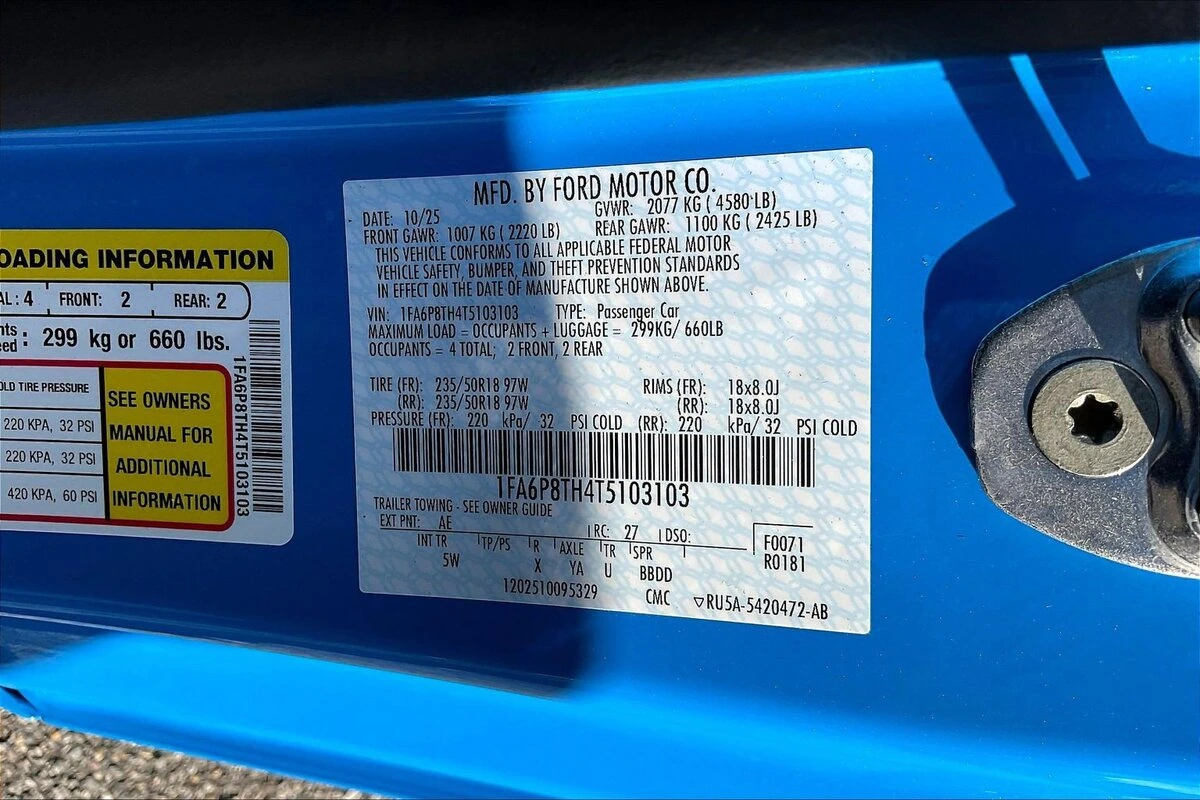 OADING INFORMATION
AL: 4 FRONT: 2 REAR: 2
nts
eed : 299 kg or 660 lbs.
OLD TIRE PRESSURE
220 KPA, 32 PSI
220 KPA, 32 PSI
420 KPA, 60 PSI
SEE OWNERS
MANUAL FOR
ADDITIONAL
INFORMATION
1FA6P8TH4T5103103
MFD. BY FORD MOTOR CO.
DATE: 10/25 GVWR: 2077 KG ( 4580 LB)
FRONT GAWR: 1007 KG ( 2220 LB) REAR GAWR: 1100 KG ( 2425 LB)
THIS VEHICLE CONFORMS TO ALL APPLICABLE FEDERAL MOTOR
VEHICLE SAFETY, BUMPER, AND THEFT PREVENTION STANDARDS
IN EFFECT ON THE DATE OF MANUFACTURE SHOWN ABOVE.
VIN: 1FA6P8TH4T5103103 TYPE: Passenger Car
MAXIMUM LOAD = OCCUPANTS + LUGGAGE = 299KG/ 660LB
OCCUPANTS = 4 TOTAL; 2 FRONT, 2 REAR
TIRE (FR): 235/50R18 97W RIMS (FR): 18x8.0J
(RR): 235/50R18 97W (RR): 18x8.0J
PRESSURE (FR): 220 kPa/ 32 PSI COLD (RR): 220 kPa/ 32 PSI COLD
1FA6P8TH4T5103103
TRAILER TOWING - SEE OWNER GUIDE
EXT PNT: AE RC: 27 DSO:
INT TR TP/PS R AXLE TR SPR
5W X YA U BBDD
F0071
R0181
1202510095329 CMC ▽RU5A-5420472-AB